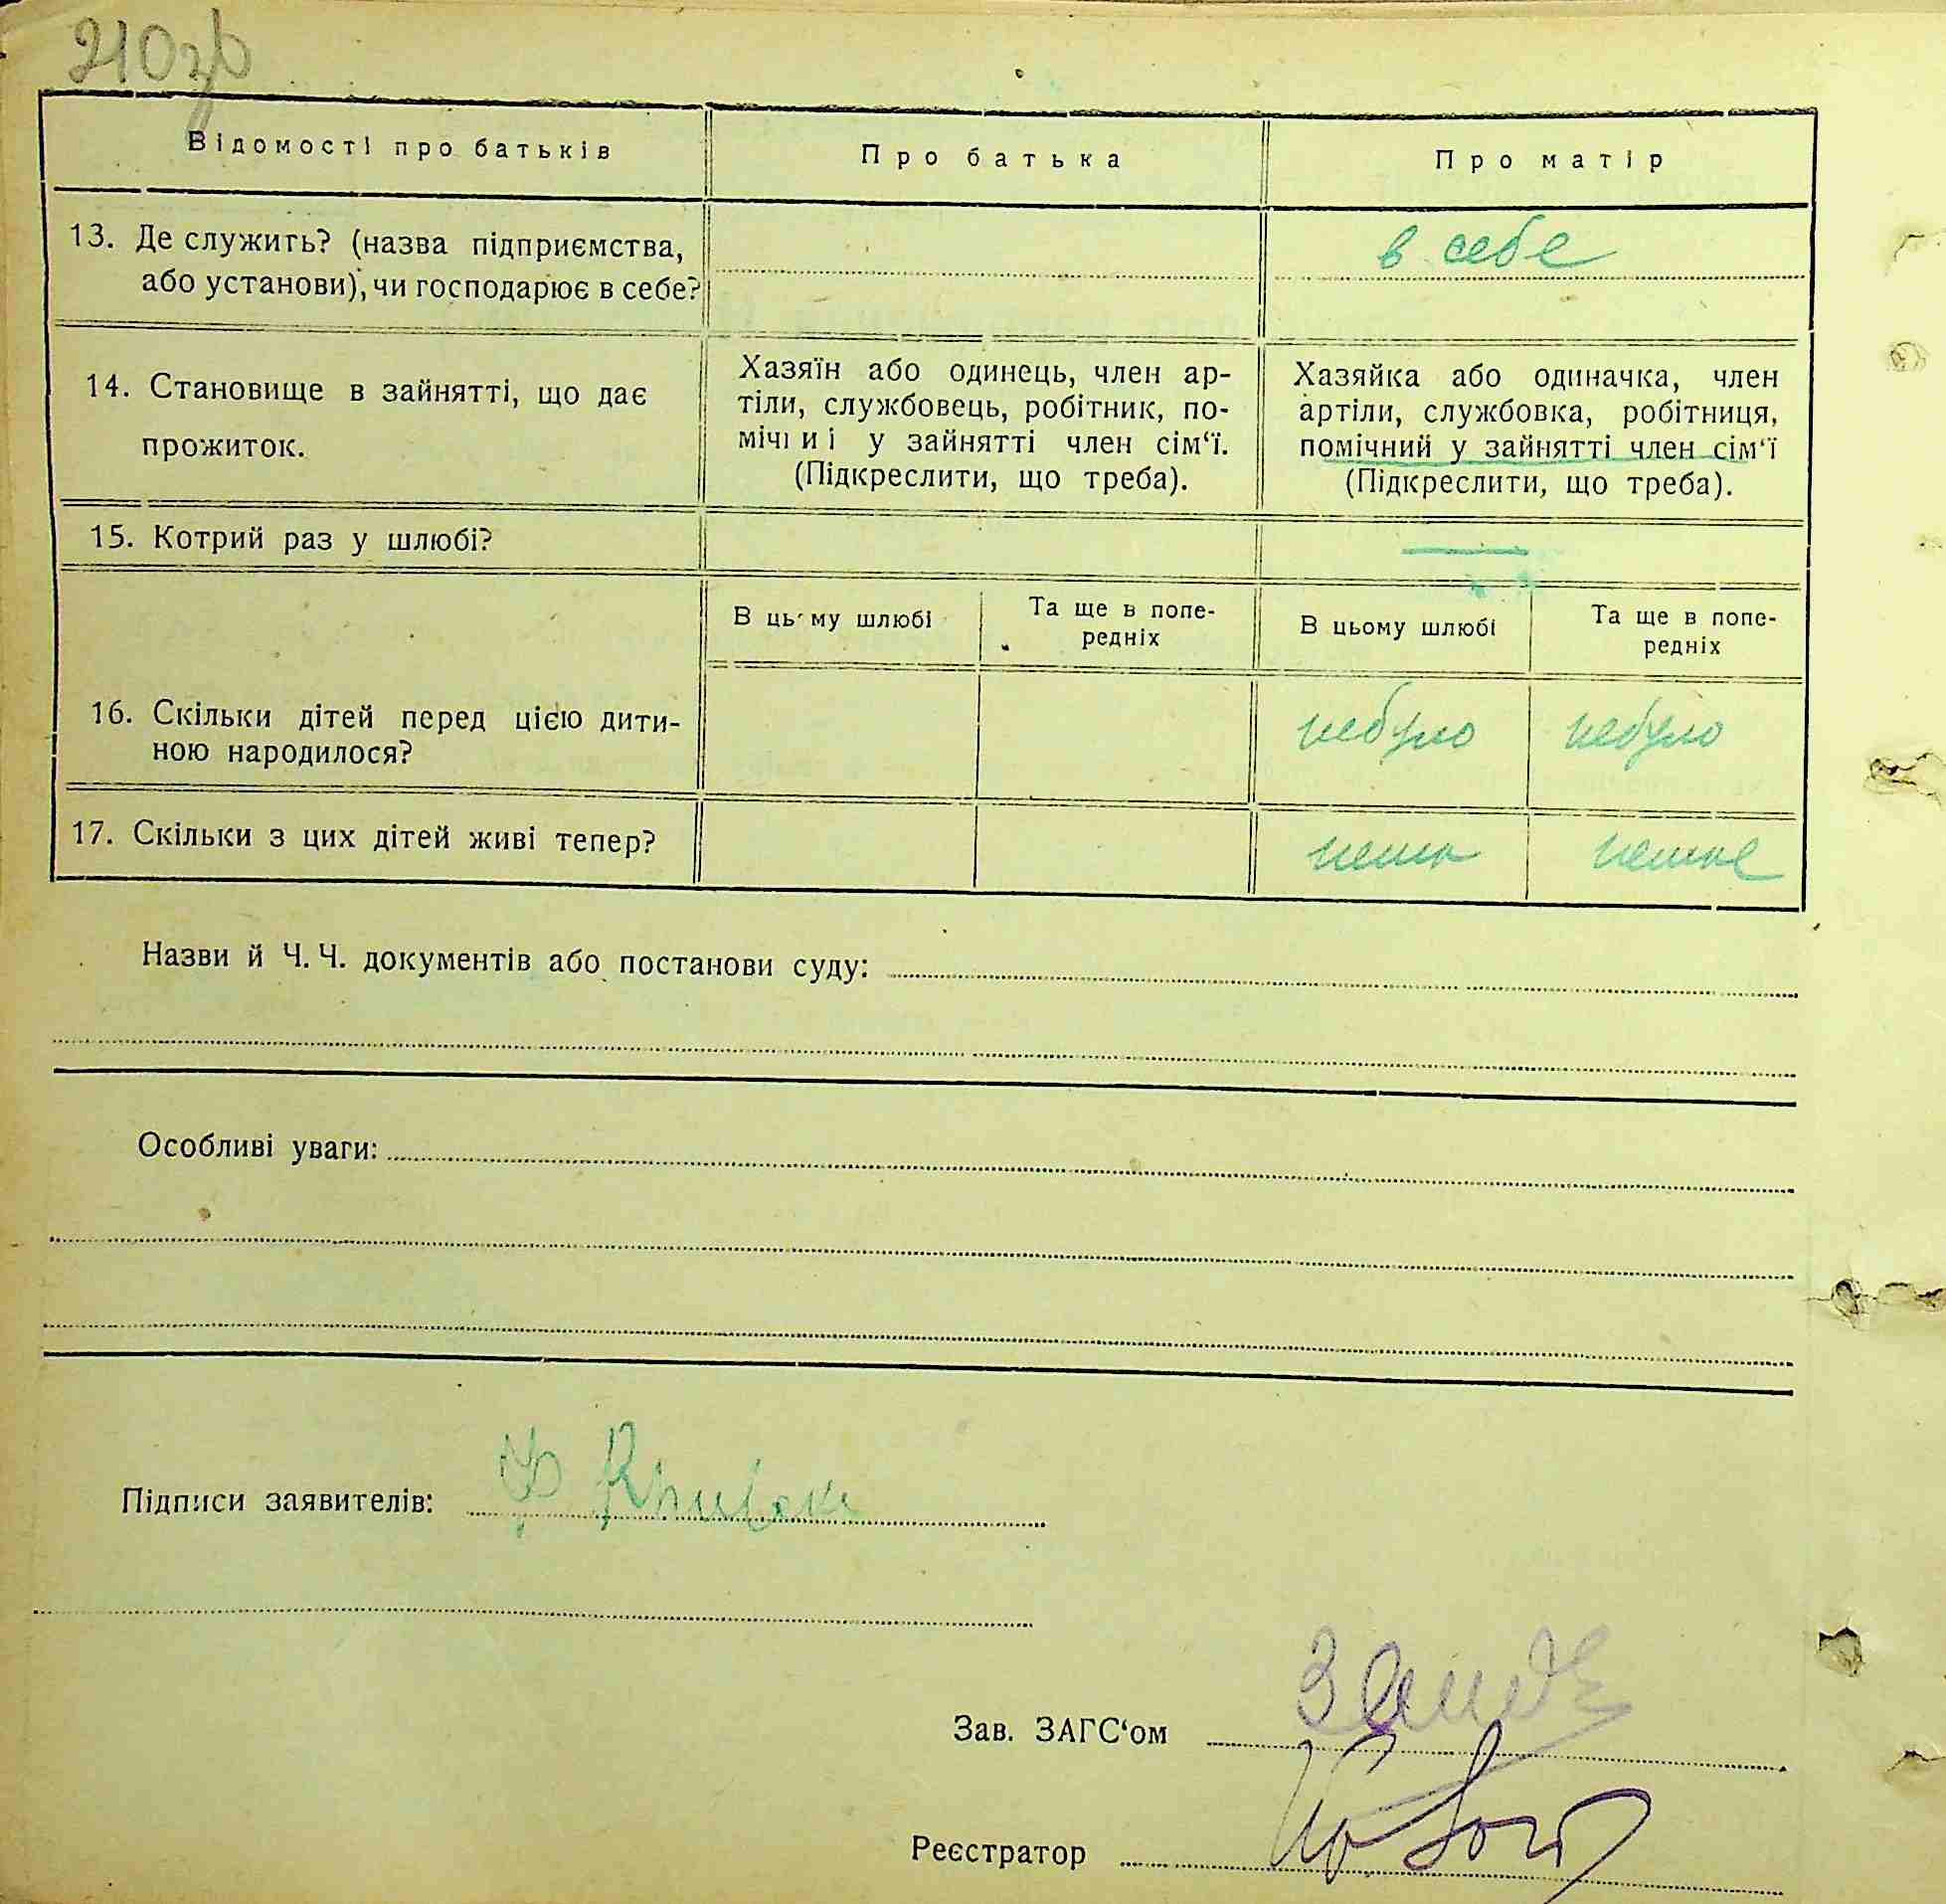 210зв
Відомості про батьків
Про батька
Про матір
13. Де служить? (назва підприємства,
або установи), чи господарює в себе?
в себе
14. Становище в зайнятті, що дає
прожиток.
Хазяїн або одинець, член ар-
тіли, службовець, робітник, по-
мічниі у зайнятті член сім‘ї.
(Підкреслити, що треба).
Хазяйка або одиначка, член
артіли, службовка, робітниця,
помічний у зайнятті член сім‘ї
(Підкреслити, що треба).
15. Котрий раз у шлюбі?
—
В цьому шлюбі
Та ще в попе-
редніх
В цьому шлюбі
Та ще в попе-
редніх
16. Скільки дітей перед цією дити-
ною народилося?
небуло
небуло
17. Скільки з цих дітей живі тепер?
нема
немає
Назви й Ч. Ч. документів або постанови суду:
Особливі уваги:
Підписи заявителів:
Зав. ЗАГС‘ом
Реєстратор